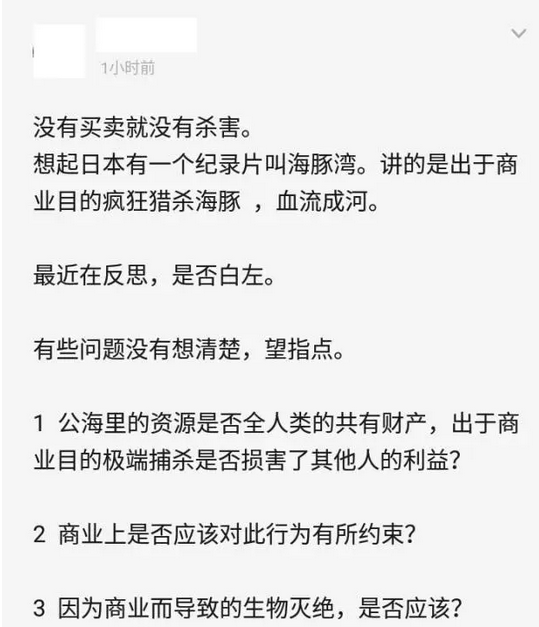 1小时前
没有买卖就没有杀害。
想起日本有一个纪录片叫海豚湾。讲的是出于商
业目的疯狂猎杀海豚 ，血流成河。
最近在反思，是否白左。
有些问题没有想清楚，望指点。
1 公海里的资源是否全人类的共有财产，出于商
业目的极端捕杀是否损害了其他人的利益？
2 商业上是否应该对此行为有所约束？
3 因为商业而导致的生物灭绝，是否应该？